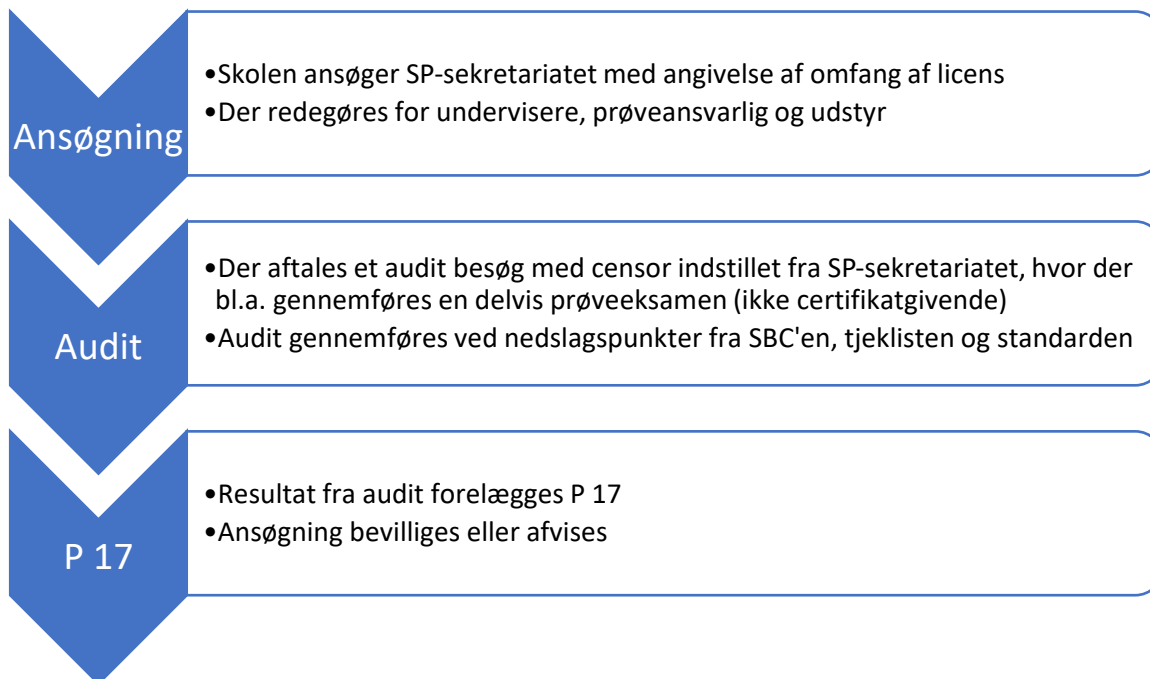 Ansøgning
•Skolen ansøger SP-sekretariatet med angivelse af omfang af licens
•Der redegøres for undervisere, prøveansvarlig og udstyr
Audit
•Der aftales et audit besøg med censor indstillet fra SP-sekretariatet, hvor der
bl.a. gennemføres en delvis prøveeksamen (ikke certifikatgivende)
•Audit gennemføres ved nedslagspunkter fra SBC'en, tjeklisten og standarden
P 17
•Resultat fra audit forelægges P 17
•Ansøgning bevilliges eller afvises